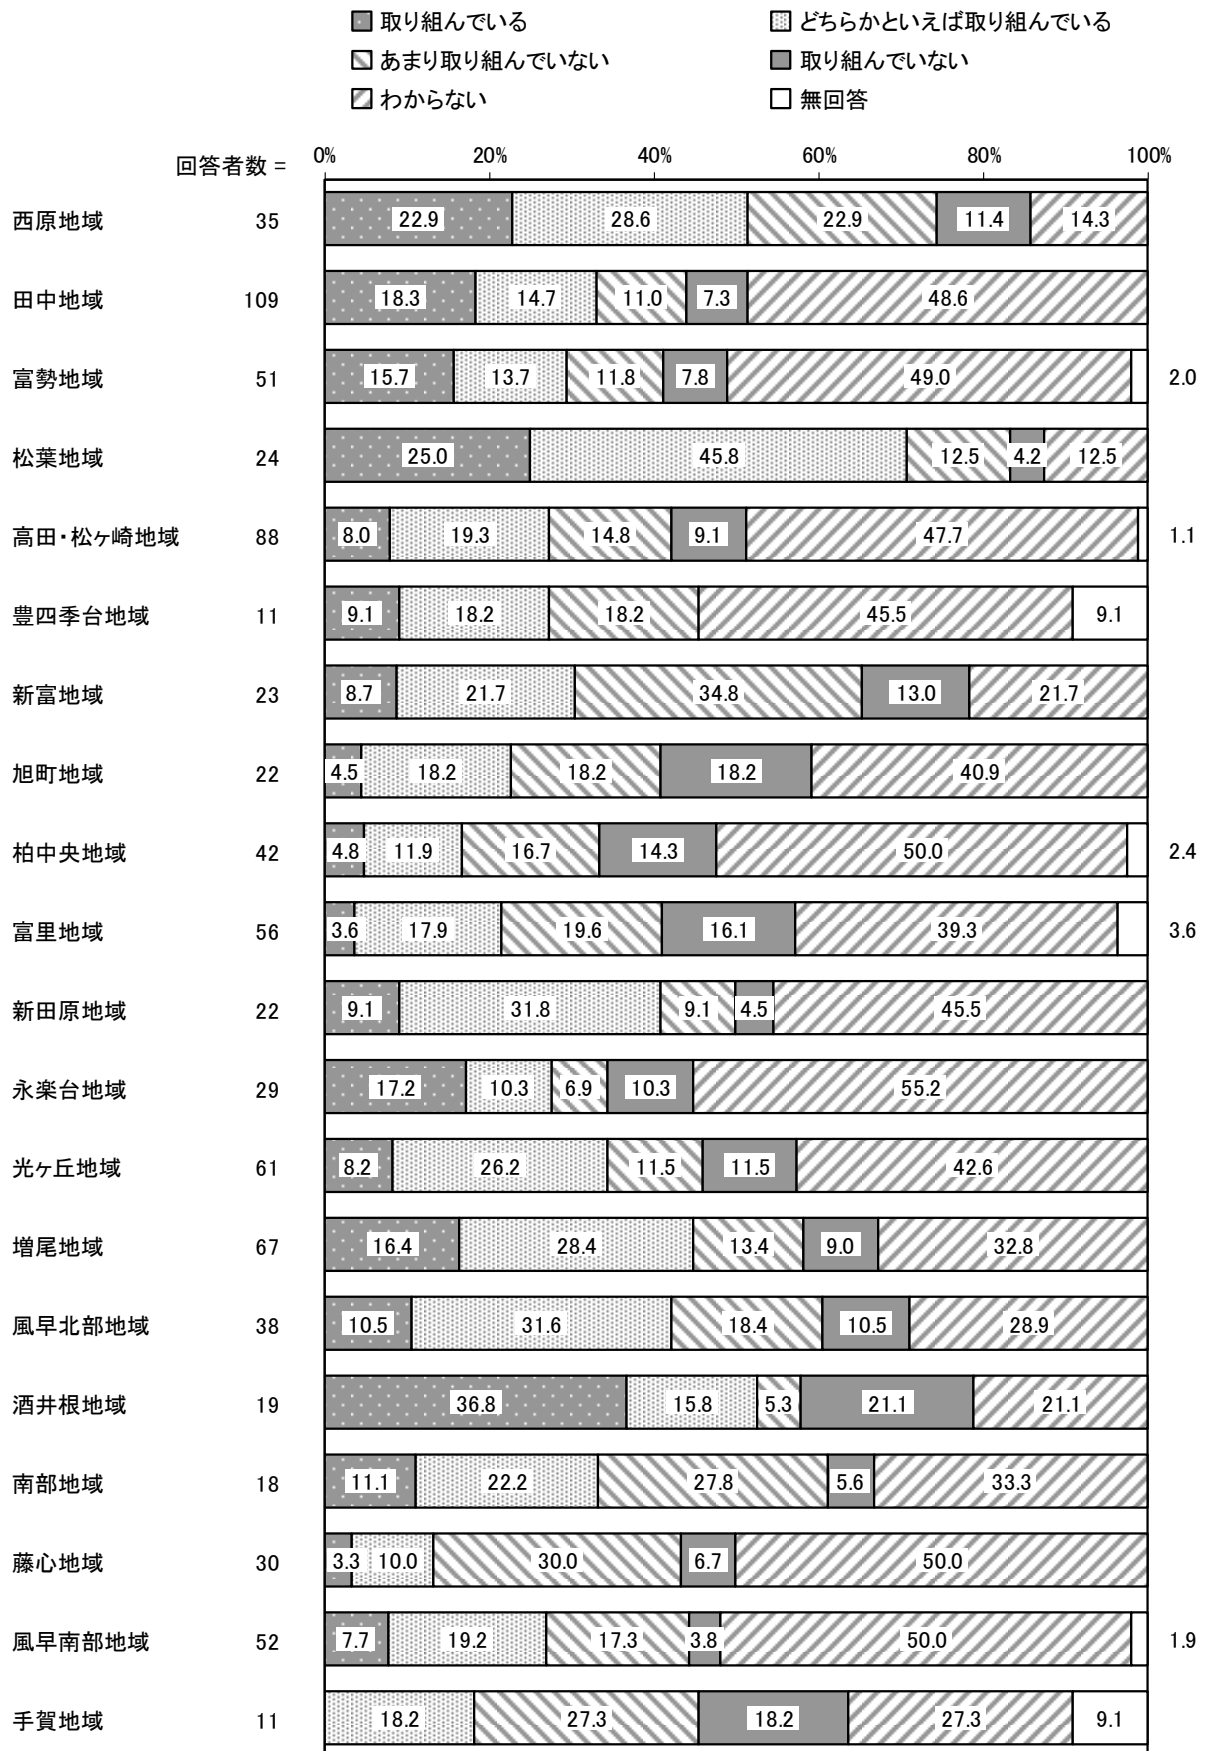 取り組んでいる どちらかといえば取り組んでいる
あまり取り組んでいない 取り組んでいない
わからない 無回答
回答者数 = 0% 20% 40% 60% 80% 100%
西原地域 35 22.9 28.6 22.9 11.4 14.3
田中地域 109 18.3 14.7 11.0 7.3 48.6
富勢地域 51 15.7 13.7 11.8 7.8 49.0 2.0
松葉地域 24 25.0 45.8 12.5 4.2 12.5
高田・松ヶ崎地域 88 8.0 19.3 14.8 9.1 47.7 1.1
豊四季台地域 11 9.1 18.2 18.2 45.5 9.1
新富地域 23 8.7 21.7 34.8 13.0 21.7
旭町地域 22 4.5 18.2 18.2 18.2 40.9
柏中央地域 42 4.8 11.9 16.7 14.3 50.0 2.4
富里地域 56 3.6 17.9 19.6 16.1 39.3 3.6
新田原地域 22 9.1 31.8 9.1 4.5 45.5
永楽台地域 29 17.2 10.3 6.9 10.3 55.2
光ヶ丘地域 61 8.2 26.2 11.5 11.5 42.6
増尾地域 67 16.4 28.4 13.4 9.0 32.8
風早北部地域 38 10.5 31.6 18.4 10.5 28.9
酒井根地域 19 36.8 15.8 5.3 21.1 21.1
南部地域 18 11.1 22.2 27.8 5.6 33.3
藤心地域 30 3.3 10.0 30.0 6.7 50.0
風早南部地域 52 7.7 19.2 17.3 3.8 50.0 1.9
手賀地域 11 18.2 27.3 18.2 27.3 9.1